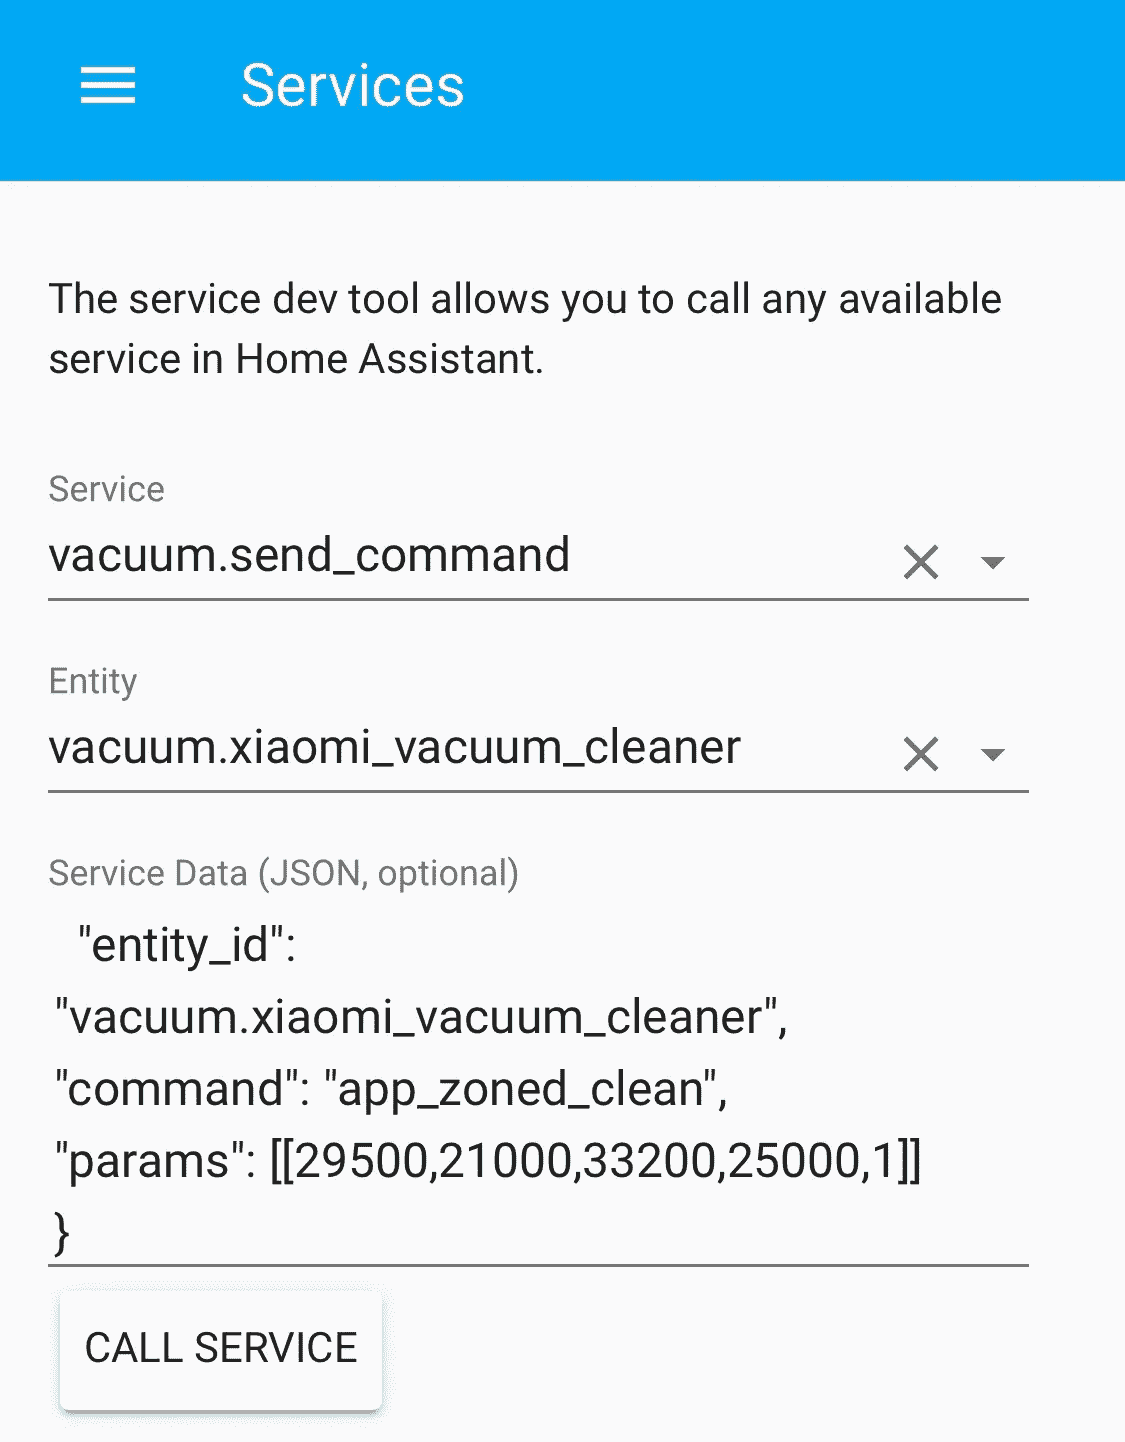 Services
The service dev tool allows you to call any available
service in Home Assistant.
Service
vacuum.send_command
Entity
vacuum.xiaomi_vacuum_cleaner
Service Data (JSON, optional)
"entity_id":
"vacuum.xiaomi_vacuum_cleaner",
"command": "app_zoned_clean",
"params": [[29500,21000,33200,25000,1]]
}
CALL SERVICE